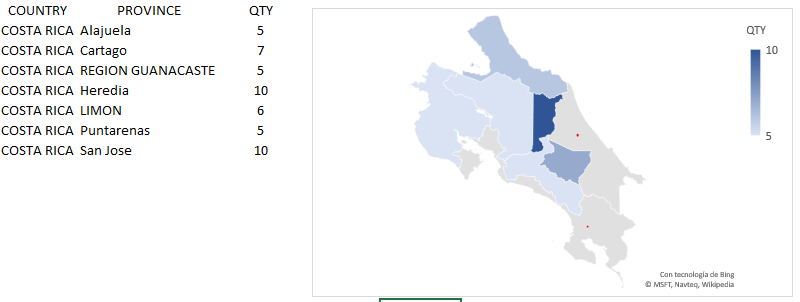 COUNTRY PROVINCE QTY
COSTA RICA Alajuela 5
COSTA RICA Cartago 7
COSTA RICA REGION GUANACASTE 5
COSTA RICA Heredia 10
COSTA RICA LIMON 6
COSTA RICA Puntarenas 5
COSTA RICA San Jose 10
QTY
10
5
Con tecnología de Bing
© MSFT, Navteq, Wikipedia